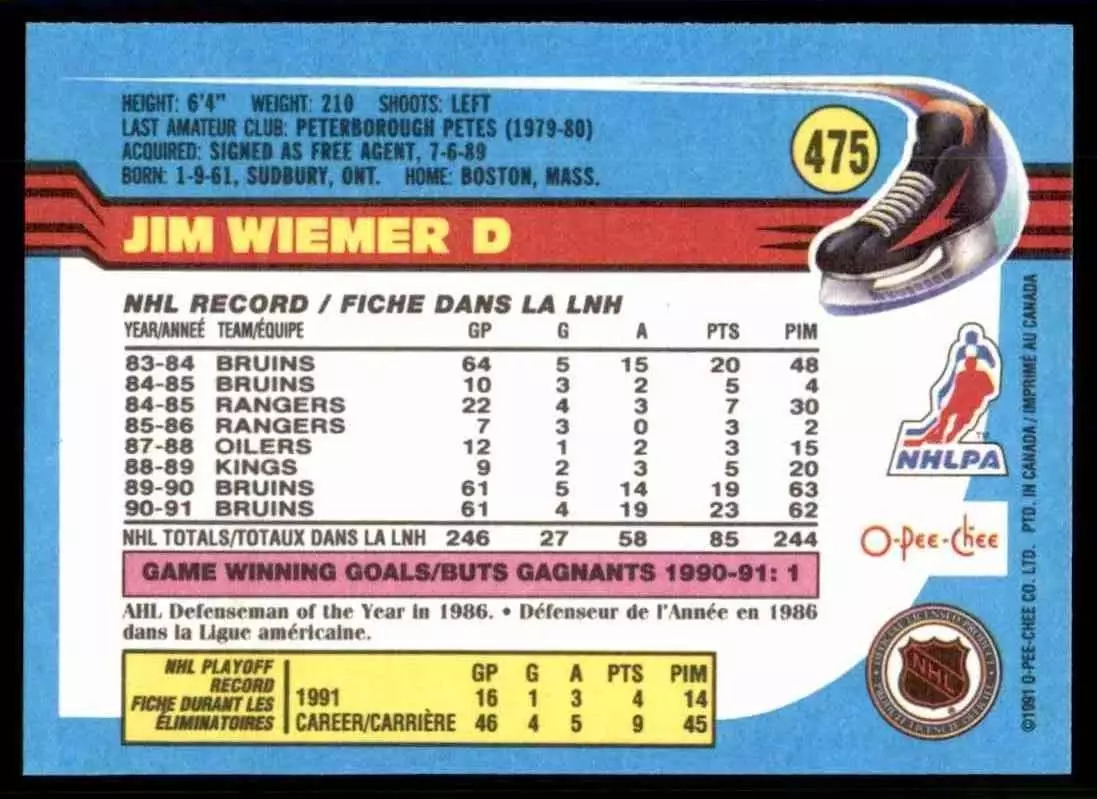 HEIGHT: 6'4" WEIGHT: 210 SHOOTS: LEFT
LAST AMATEUR CLUB: PETERBOROUGH PETES (1979-80)
ACQUIRED: SIGNED AS FREE AGENT, 7-6-89
BORN: 1-9-61, SUDBURY, ONT. HOME: BOSTON, MASS.
475
JIM WIEMER D
NHL RECORD / FICHE DANS LA LNH
YEAR/ANNEÉ TEAM/ÉQUIPE GP G A PTS PIM
83-84 BRUINS 64 5 15 20 48
84-85 BRUINS 10 3 2 5 4
84-85 RANGERS 22 4 3 7 30
85-86 RANGERS 7 3 0 3 2
87-88 OILERS 12 1 2 3 15
88-89 KINGS 9 2 3 5 20
89-90 BRUINS 61 5 14 19 63
90-91 BRUINS 61 4 19 23 62
NHL TOTALS/TOTAUX DANS LA LNH 246 27 58 85 244
GAME WINNING GOALS/BUTS GAGNANTS 1990-91: 1
AHL Defenseman of the Year in 1986. • Défenseur de l'Année en 1986
dans la Ligue américaine.
NHL PLAYOFF
RECORD
FICHE DURANT LES
ÉLIMINATOIRES
GP G A PTS PIM
1991 16 1 3 4 14
CAREER/CARRIÈRE 46 4 5 9 45
TM
NHLPA
O-Pee-Chee
NHL
©1991 O-PEE-CHEE CO. LTD. PTD. IN CANADA / IMPRIMÉ AU CANADA